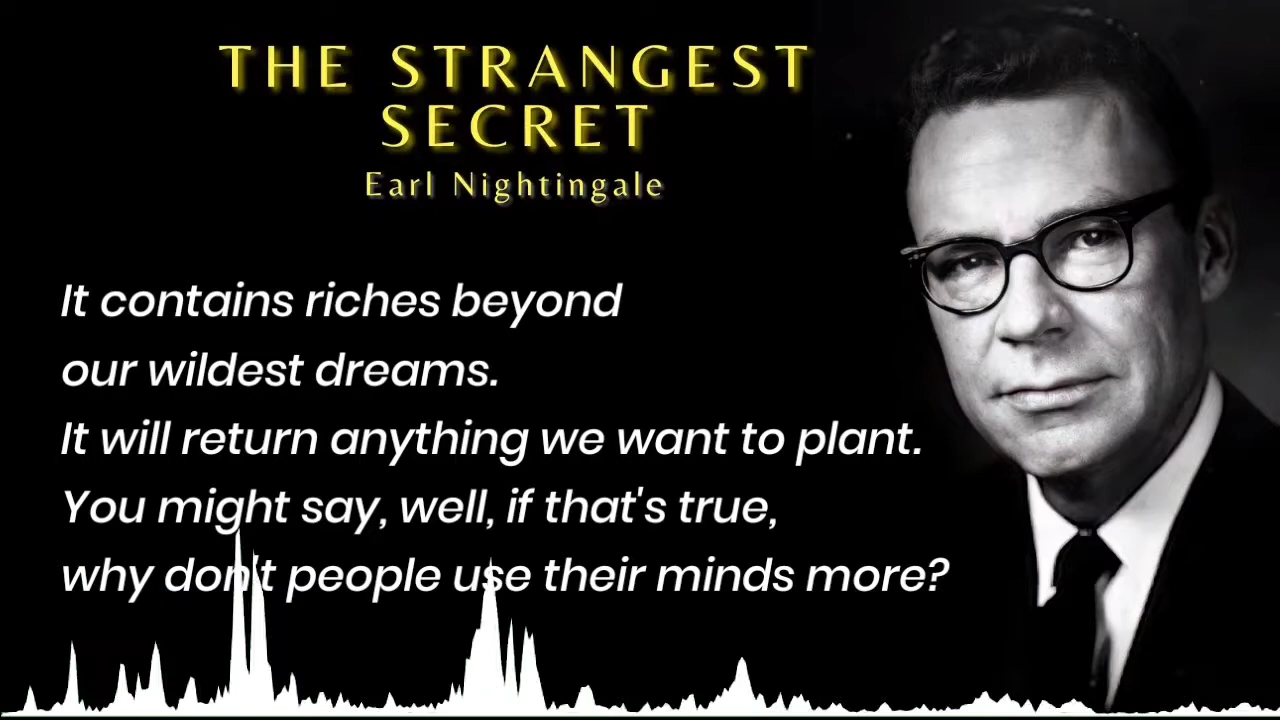 THE STRANGEST
SECRET
Earl Nightingale
It contains riches beyond
our wildest dreams.
It will return anything we want to plant.
You might say, well, if that's true,
why don't people use their minds more?